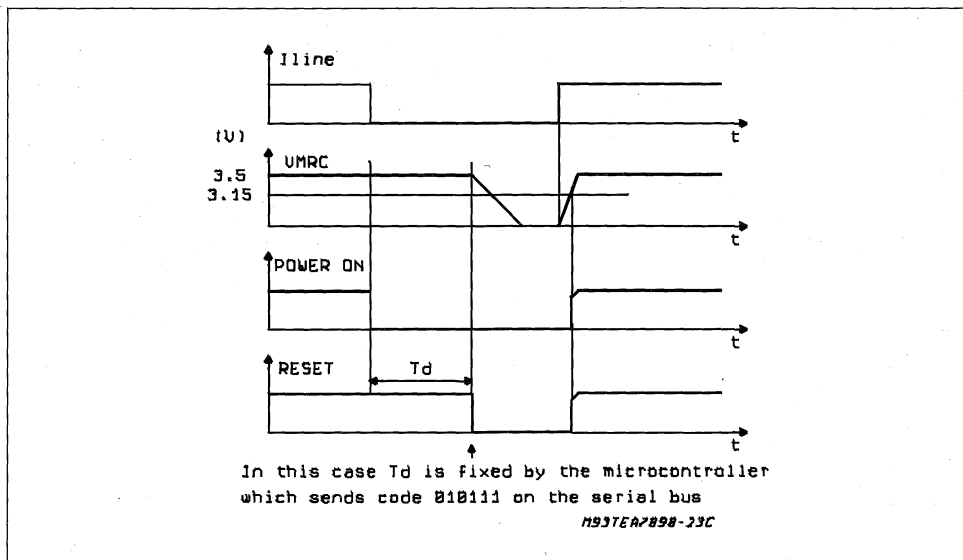 Iline
t
(V)
VMRC
3.5
3.15
t
POWER ON
t
RESET
Td
t
In this case Td is fixed by the microcontroller
which sends code 010111 on the serial bus
M93TEA7898-23C